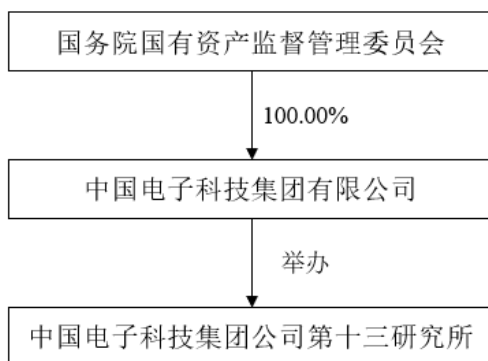 国务院国有资产监督管理委员会
100.00%
中国电子科技集团有限公司
举办
中国电子科技集团公司第十三研究所